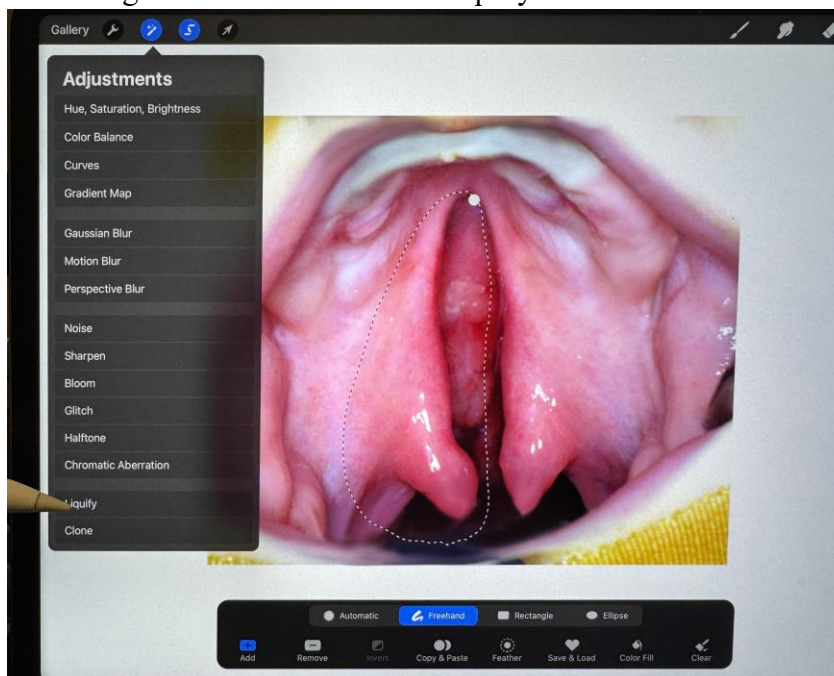 Gallery
Adjustments
Hue, Saturation, Brightness
Color Balance
Curves
Gradient Map
Gaussian Blur
Motion Blur
Perspective Blur
Noise
Sharpen
Bloom
Glitch
Halftone
Chromatic Aberration
Liquify
Clone
Automatic Freehand Rectangle Ellipse
Add Remove Invert Copy & Paste Feather Save & Load Color Fill Clear